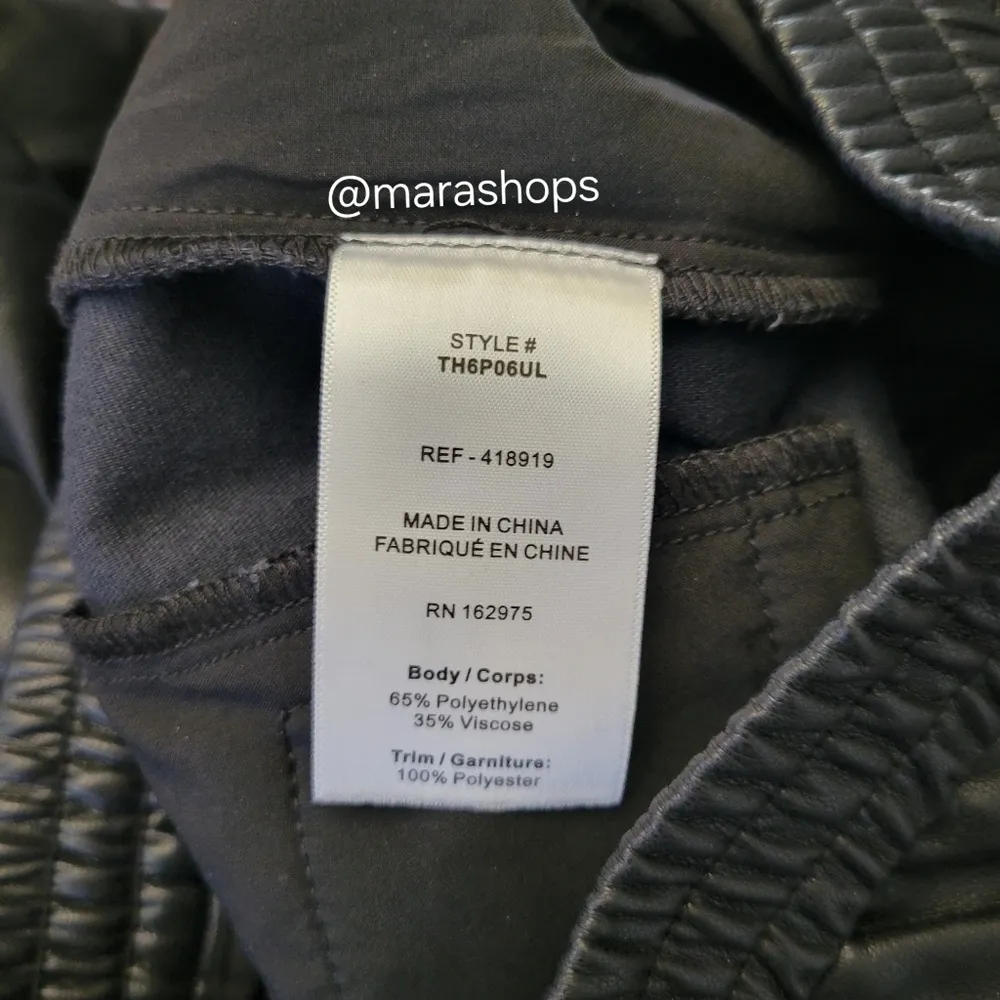 @marashops
STYLE #
TH6P06UL
REF - 418919
MADE IN CHINA
FABRIQUÉ EN CHINE
RN 162975
Body / Corps:
65% Polyethylene
35% Viscose
Trim / Garniture:
100% Polyester